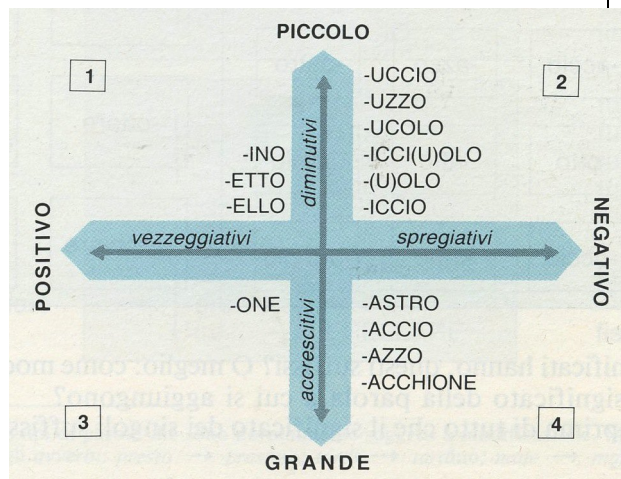 PICCOLO
1
2
-UCCIO
-UZZO
-UCOLO
-ICCI(U)OLO
-(U)OLO
-ICCIO
-INO
-ETTO
-ELLO
diminutivi
POSITIVO
vezzeggiativi
spregiativi
NEGATIVO
-ONE
accrescitivi
-ASTRO
-ACCIO
-AZZO
-ACCHIONE
3
4
GRANDE